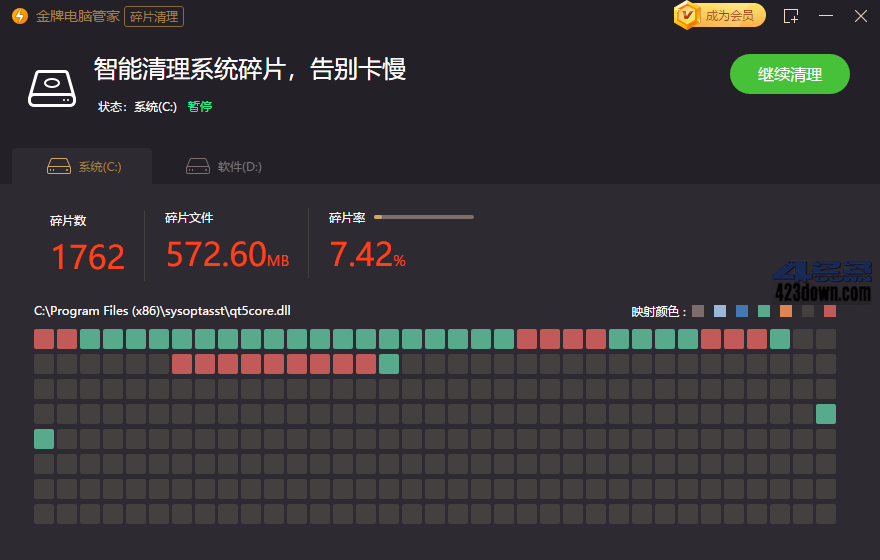 金牌电脑管家 碎片清理
成为会员
智能清理系统碎片，告别卡慢
继续清理
状态：系统(C:) 暂停
系统(C:) 软件(D:)
碎片数 碎片文件 碎片率
1762 572.60MB 7.42%
C:\Program Files (x86)\sysoptasst\qt5core.dll 映射颜色：
423down.com